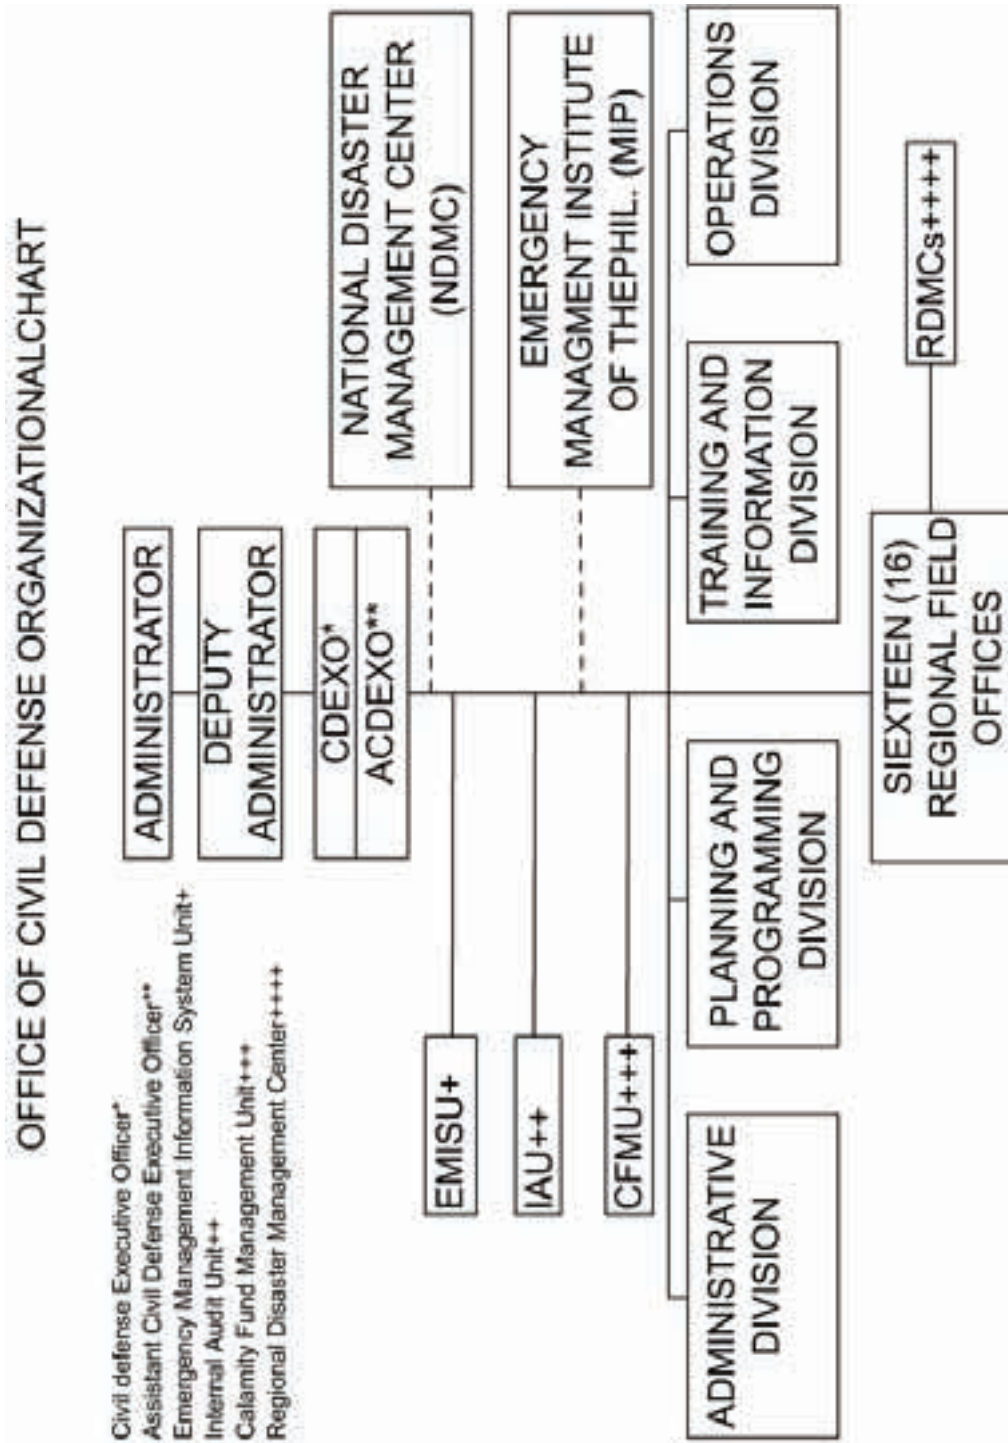 OFFICE OF CIVIL DEFENSE ORGANIZATIONALCHART
Civil defense Executive Officer*
Assistant Civil Defense Executive Officer**
Emergency Management Information System Unit+
Internal Audit Unit++
Calamity Fund Management Unit+++
Regional Disaster Management Center++++
ADMINISTRATOR
DEPUTY
ADMINISTRATOR
CDEXO*
ACDEXO**
NATIONAL DISASTER
MANAGEMENT CENTER
(NDMC)
EMISU+
IAU++
EMERGENCY
MANAGMENT INSTITUTE
OF THEPHIL. (MIP)
CFMU+++
ADMINISTRATIVE
DIVISION
PLANNING AND
PROGRAMMING
DIVISION
TRAINING AND
INFORMATION
DIVISION
OPERATIONS
DIVISION
SIEXTEEN (16)
REGIONAL FIELD
OFFICES
RDMCs++++